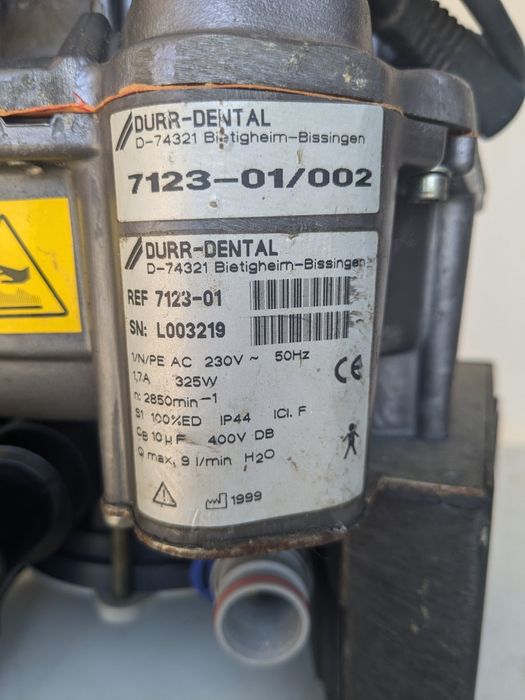 DURR-DENTAL
D-74321 Bietigheim-Bissingen
7123-01/002
DURR-DENTAL
D-74321 Bietigheim-Bissingen
REF 7123-01
SN: L003219
1/N/PE AC 230V ~ 50Hz
1,7A 325W
n: 2850min-1
S1 100%ED IP44 ICl. F
CB 10µF 400V DB
Q max. 9 l/min H2O
CE
1999